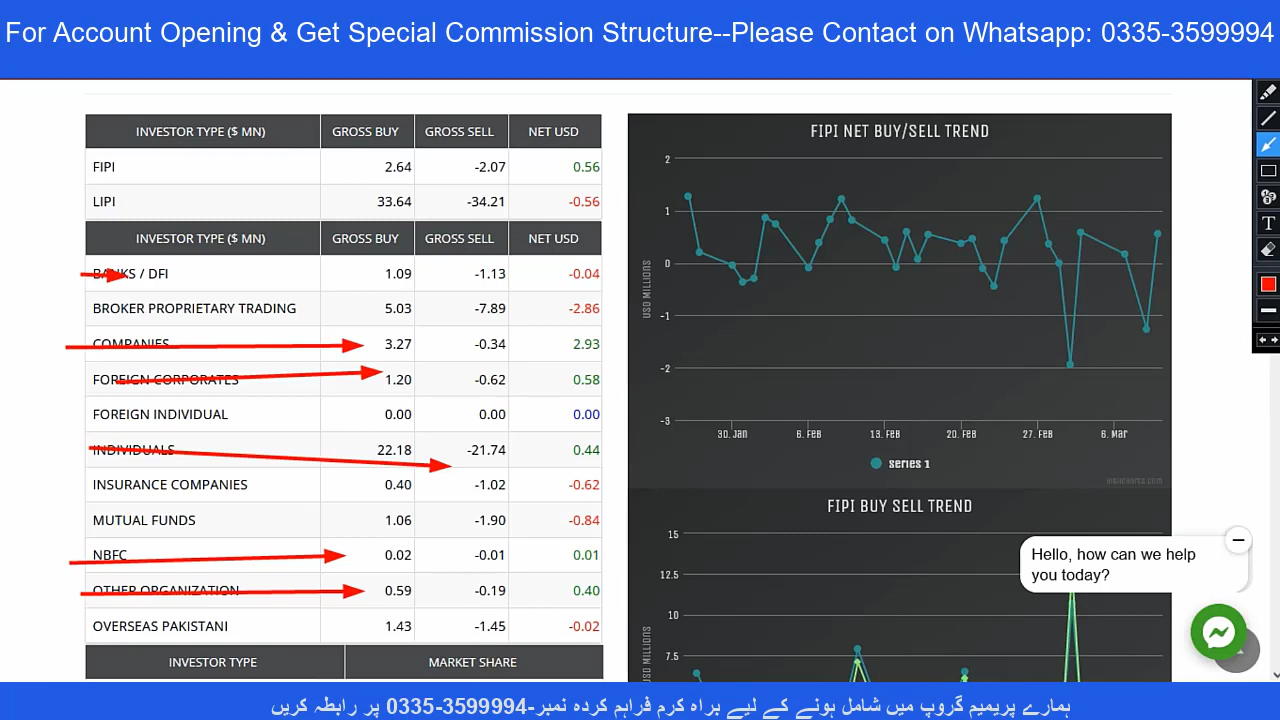 For Account Opening & Get Special Commission Structure--Please Contact on Whatsapp: 0335-3599994
INVESTOR TYPE ($ MN) GROSS BUY GROSS SELL NET USD
FIPI 2.64 -2.07 0.56
LIPI 33.64 -34.21 -0.56
INVESTOR TYPE ($ MN) GROSS BUY GROSS SELL NET USD
BANKS / DFI 1.09 -1.13 -0.04
BROKER PROPRIETARY TRADING 5.03 -7.89 -2.86
COMPANIES 3.27 -0.34 2.93
FOREIGN CORPORATES 1.20 -0.62 0.58
FOREIGN INDIVIDUAL 0.00 0.00 0.00
INDIVIDUALS 22.18 -21.74 0.44
INSURANCE COMPANIES 0.40 -1.02 -0.62
MUTUAL FUNDS 1.06 -1.90 -0.84
NBFC 0.02 -0.01 0.01
OTHER ORGANIZATION 0.59 -0.19 0.40
OVERSEAS PAKISTANI 1.43 -1.45 -0.02
INVESTOR TYPE MARKET SHARE
FIPI NET BUY/SELL TREND
2
1
0
-1
-2
-3
USD MILLIONS
30. Jan 6. Feb 13. Feb 20. Feb 27. Feb 6. Mar
series 1
FIPI BUY SELL TREND
15
12.5
10
7.5
USD MILLIONS
Hello, how can we help
you today?
T
ہمارے پریمیم گروپ میں شامل ہونے کے لیے براہ کرم فراہم کردہ نمبر-0335-3599994 پر رابطہ کریں